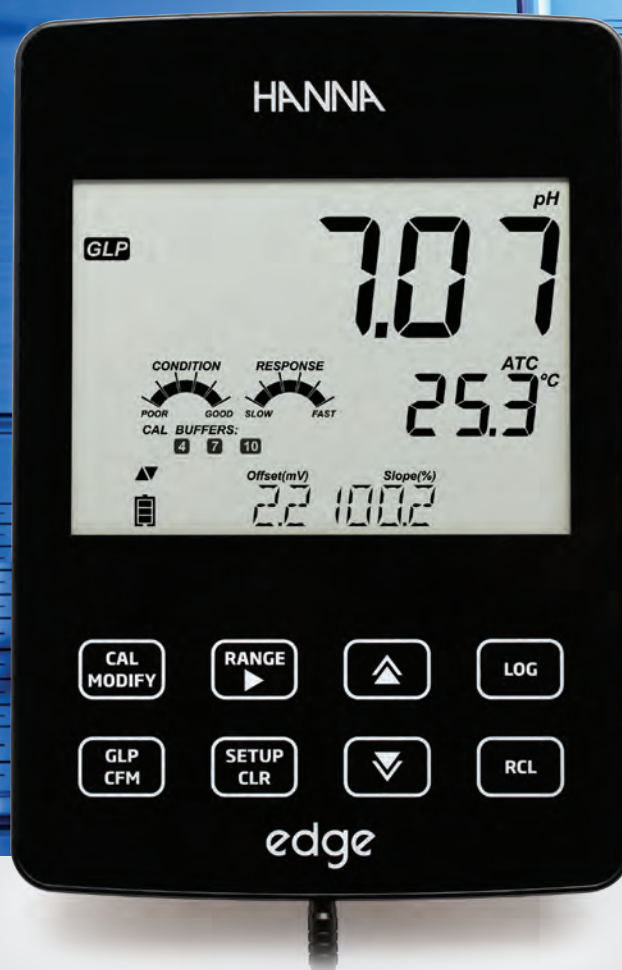 HANNA
pH
GLP
7.07
CONDITION RESPONSE
ATC
25.3 °C
POOR GOOD SLOW FAST
CAL BUFFERS:
4 7 10
Offset(mV) Slope(%)
2.2 100.2
CAL MODIFY
RANGE
LOG
GLP CFM
SETUP CLR
RCL
edge